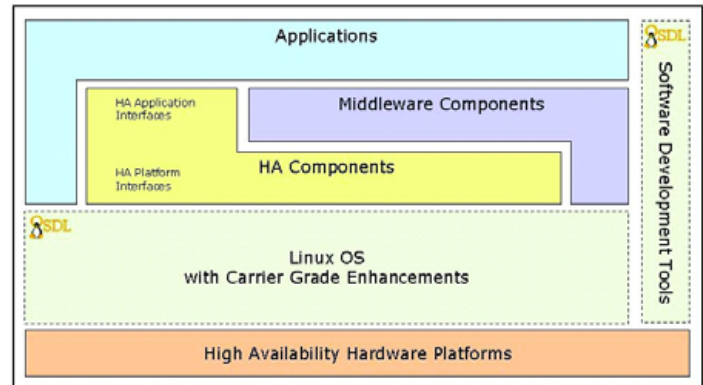 Applications
OSDL
HA Application
Interfaces
Middleware Components
HA Platform
Interfaces
HA Components
Software Development Tools
OSDL
Linux OS
with Carrier Grade Enhancements
High Availability Hardware Platforms